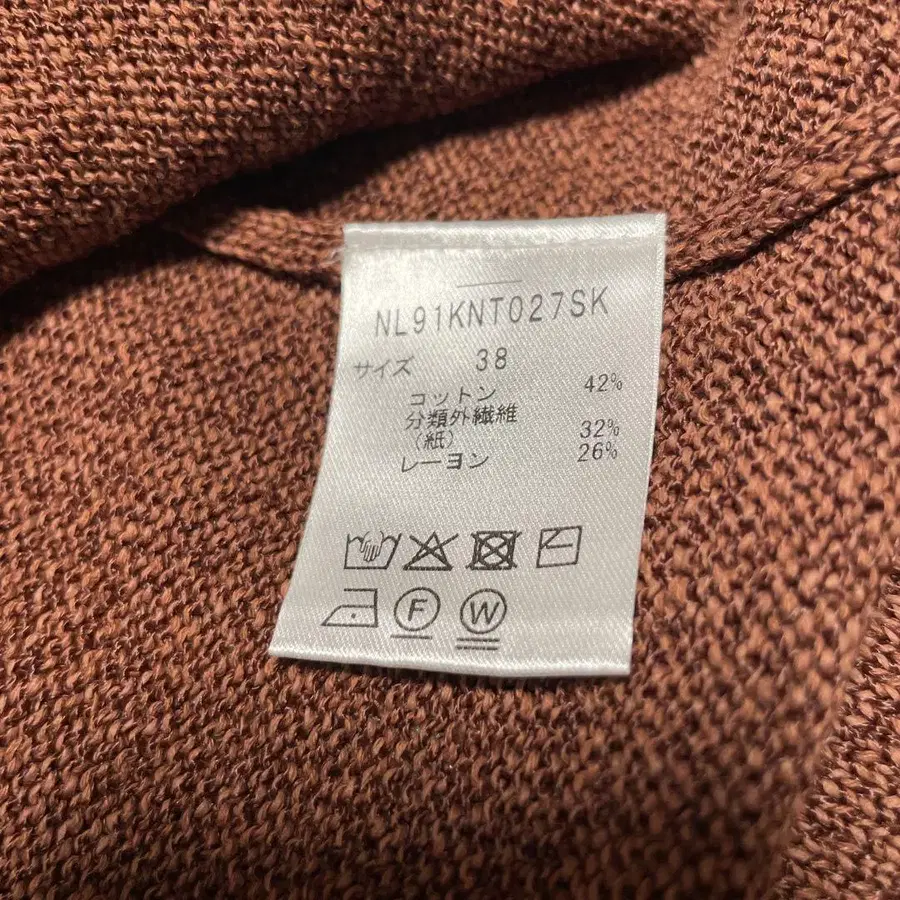 NL91KNT027SK
サイズ 38
コットン 42%
分類外繊維
（紙） 32%
レーヨン 26%
F W